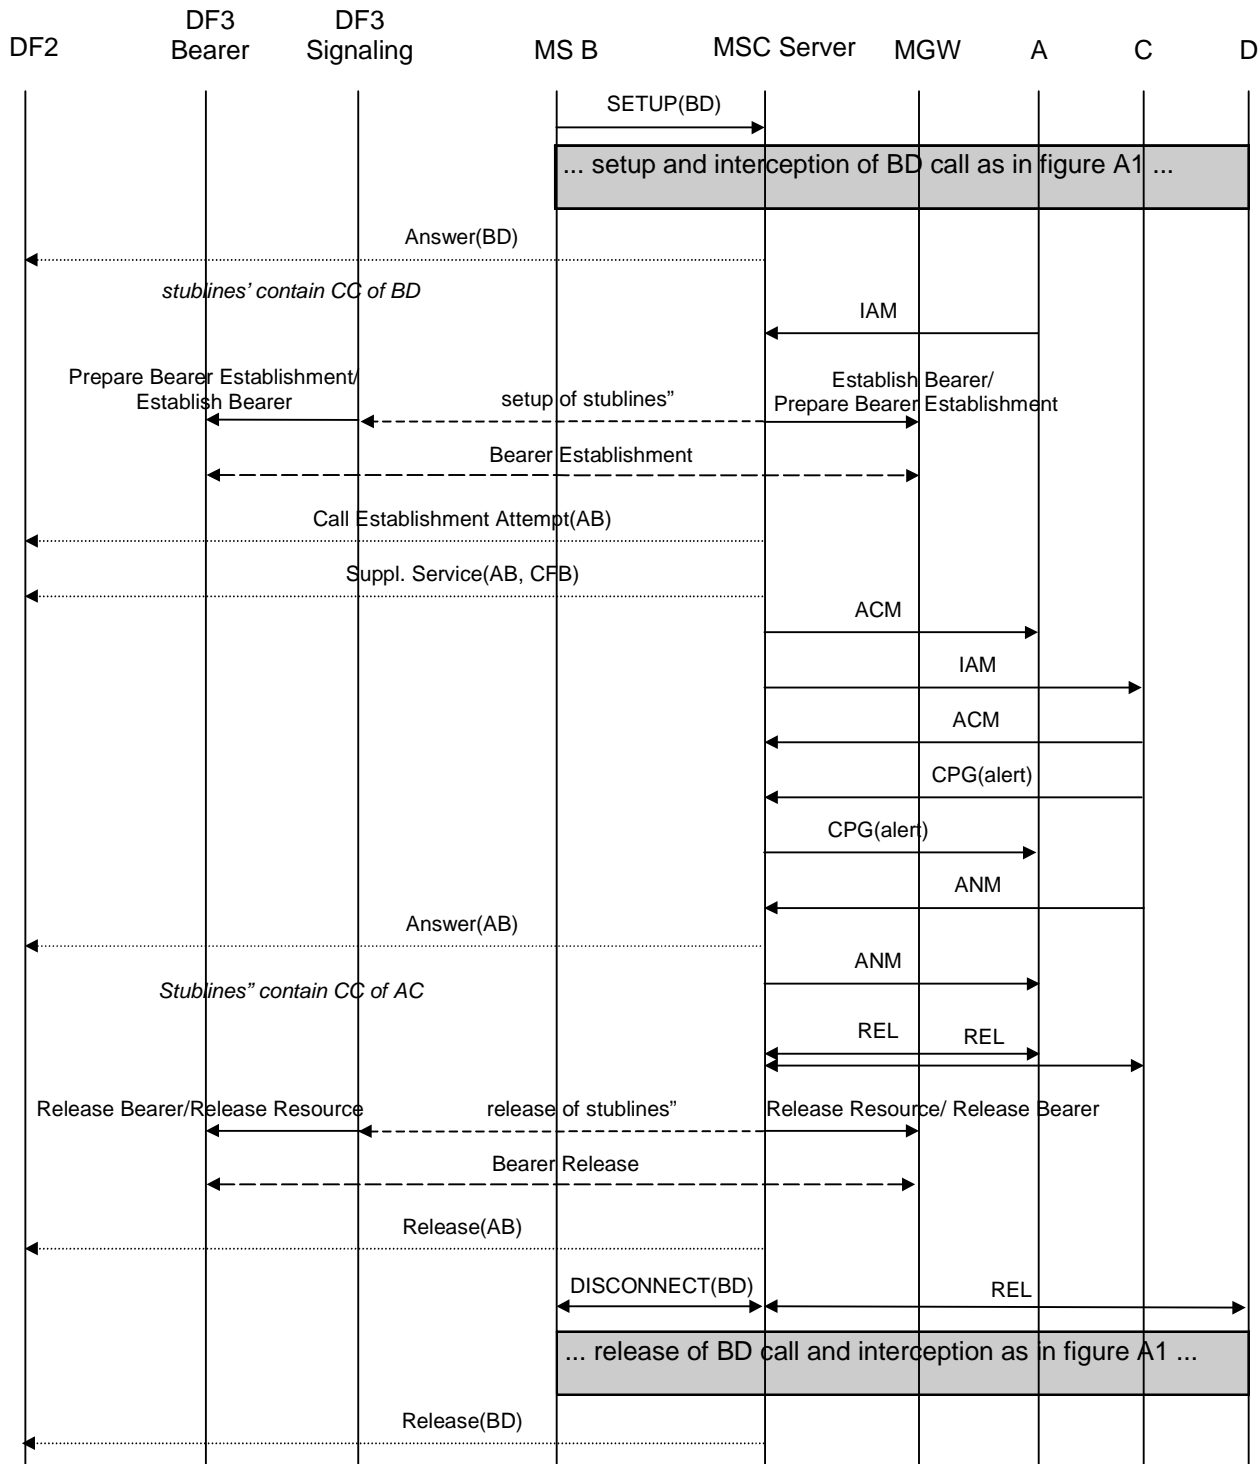 DF2
DF3
Bearer
DF3
Signaling
MS B
MSC Server
MGW
A
C
D
SETUP(BD)
... setup and interception of BD call as in figure A1 ...
Answer(BD)
stublines’ contain CC of BD
IAM
Prepare Bearer Establishment/
Establish Bearer
setup of stublines”
Establish Bearer/
Prepare Bearer Establishment
Bearer Establishment
Call Establishment Attempt(AB)
Suppl. Service(AB, CFB)
ACM
IAM
ACM
CPG(alert)
CPG(alert)
ANM
Answer(AB)
ANM
Stublines” contain CC of AC
REL
REL
Release Bearer/Release Resource
release of stublines”
Release Resource/ Release Bearer
Bearer Release
Release(AB)
DISCONNECT(BD)
REL
... release of BD call and interception as in figure A1 ...
Release(BD)